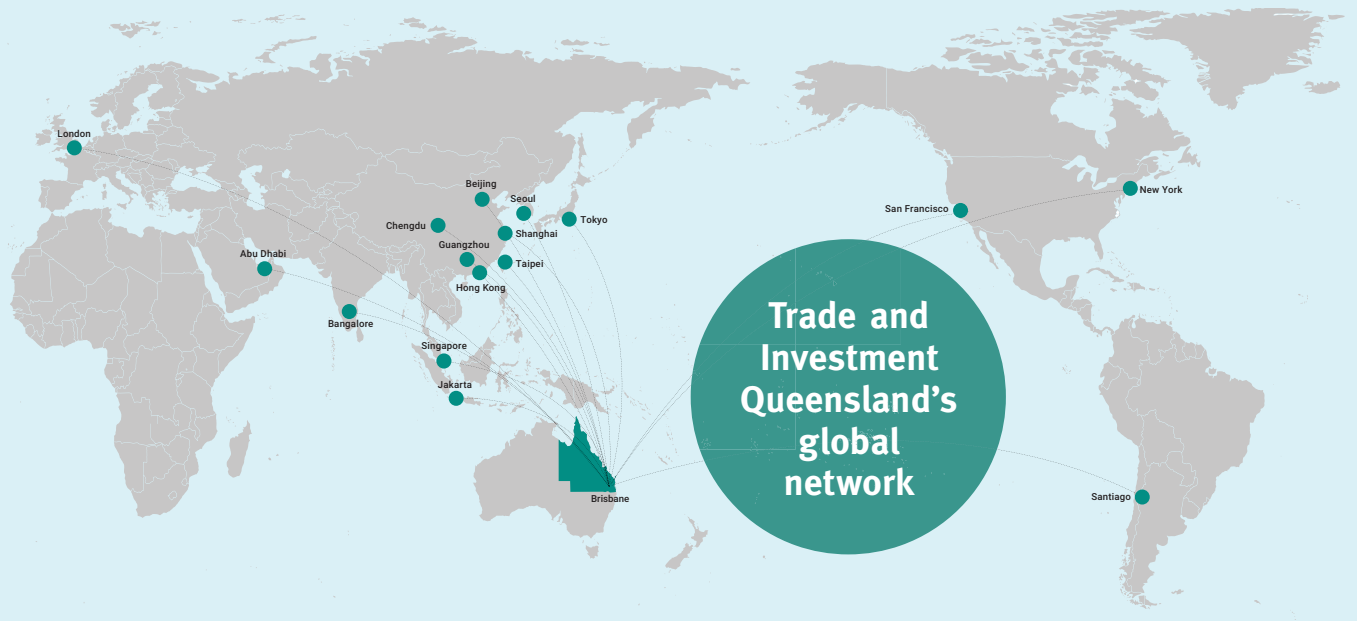 London
Beijing
Seoul
Tokyo
Chengdu
Shanghai
Guangzhou
Taipei
Abu Dhabi
Hong Kong
Bangalore
Singapore
Jakarta
Brisbane
San Francisco
New York
Trade and
Investment
Queensland’s
global
network
Santiago